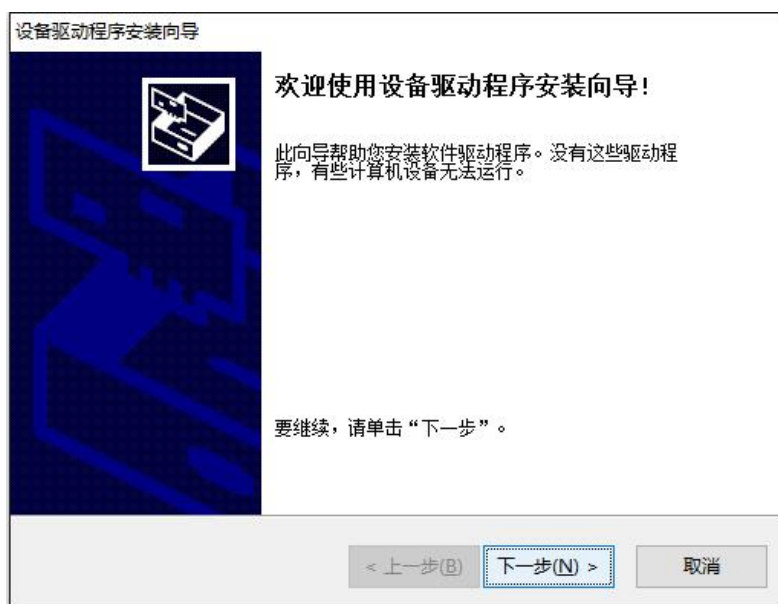 设备驱动程序安装向导
欢迎使用设备驱动程序安装向导！
此向导帮助您安装软件驱动程序。没有这些驱动程
序，有些计算机设备无法运行。
要继续，请单击“下一步”。
< 上一步(B)
下一步(N) >
取消